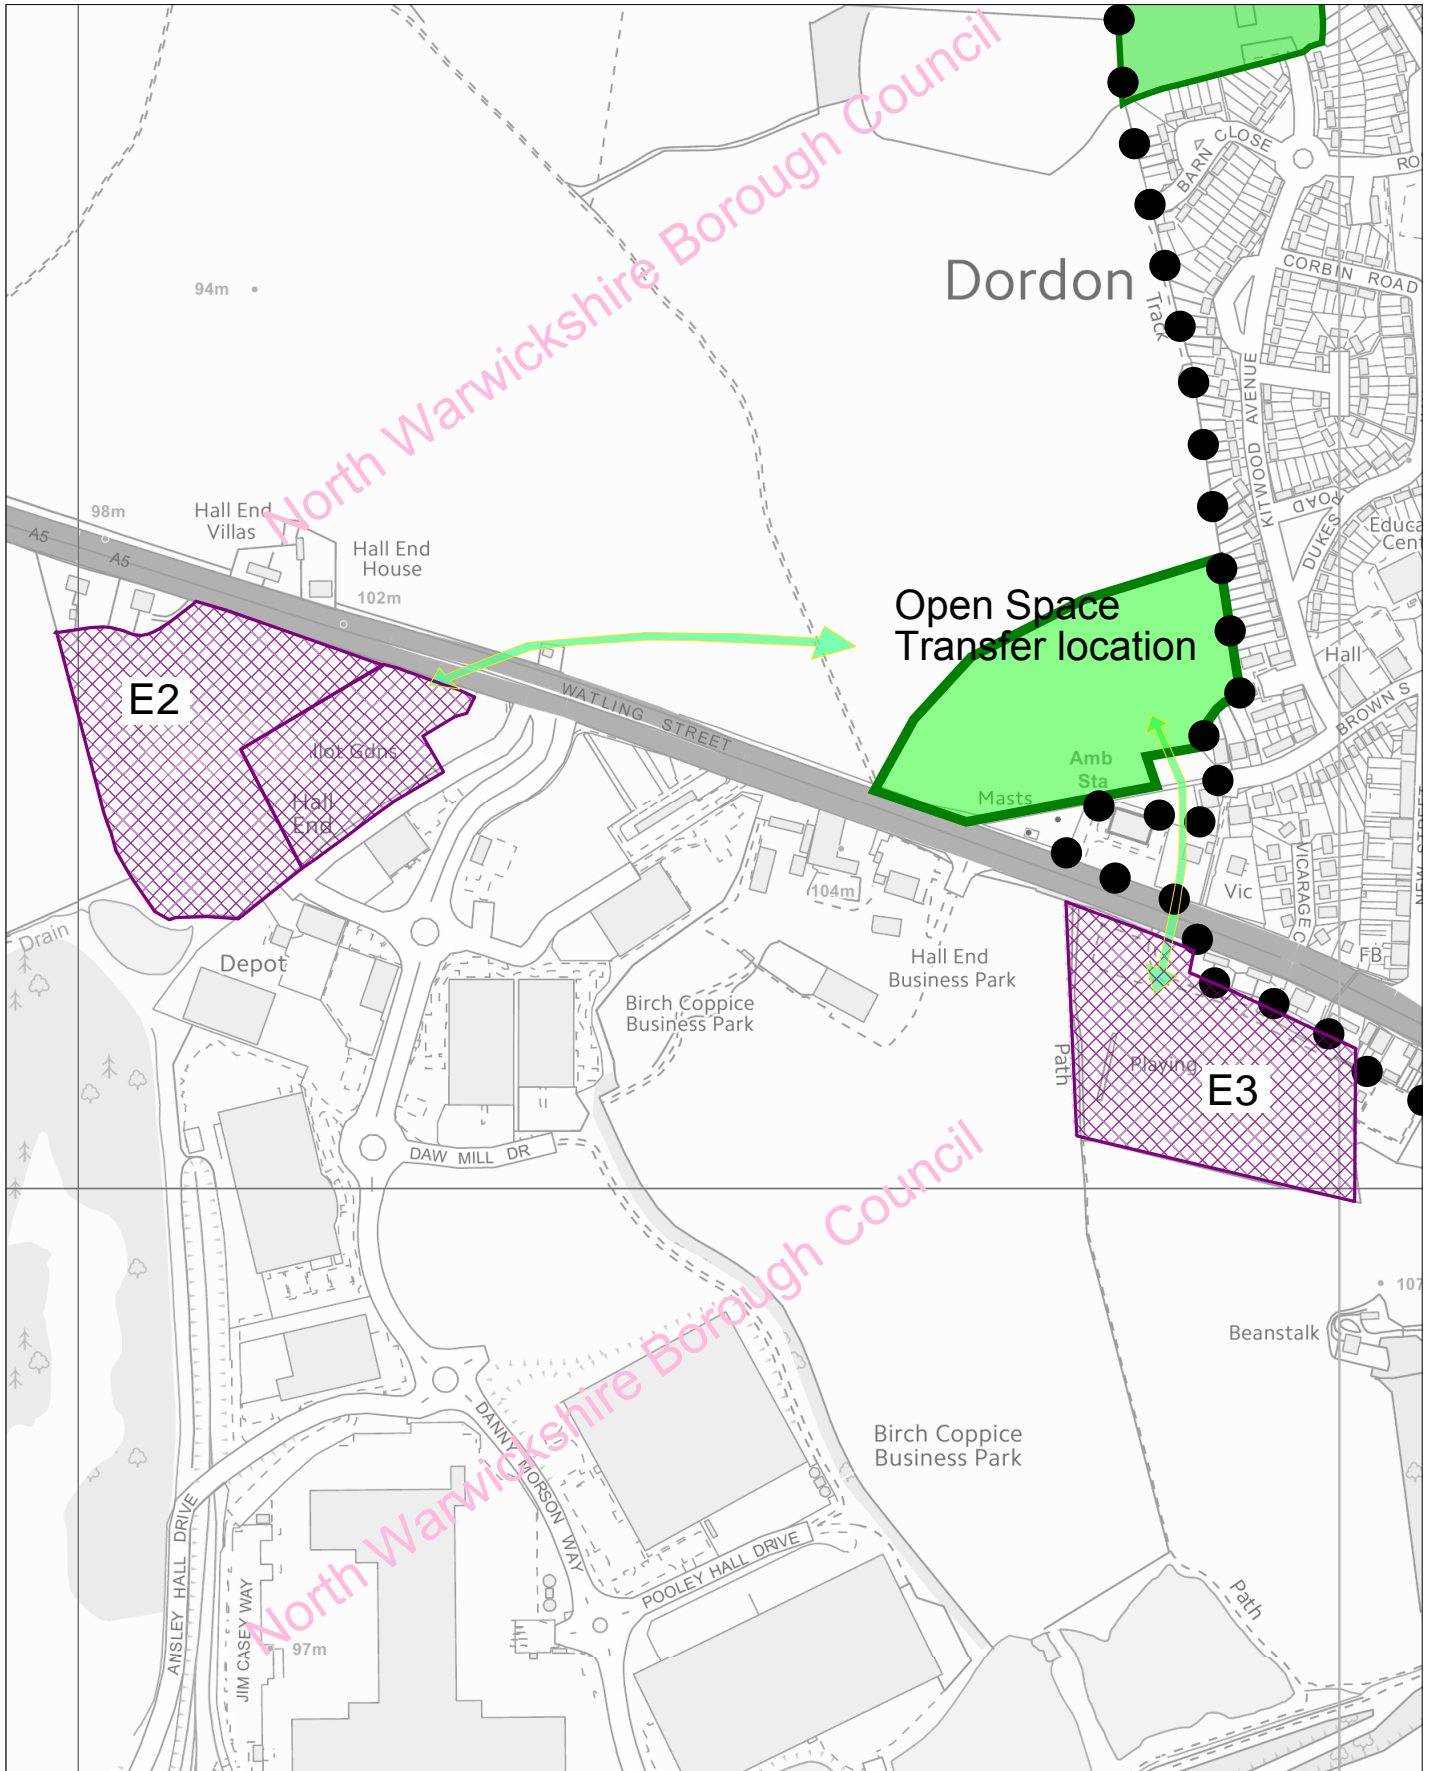 North Warwickshire Borough Council
BARN CLOSE
CORBIN ROAD
94m
Dordon
Track
KITWOOD AVENUE
DUKES ROAD
98m
Hall End
Villas
A5
A5
Hall End
House
102m
Open Space
Transfer location
Hall
E2
WATLING STREET
BROWNS
llot Gdns
Amb
Sta
Masts
Hall
End
104m
VICARAGE C
NEW STREET
Vic
Drain
Depot
Hall End
Business Park
FB
Birch Coppice
Business Park
Path
Playing
E3
DAW MILL DR
North Warwickshire Borough Council
107
Beanstalk
DANNY MORSON WAY
Birch Coppice
Business Park
ANSLEY HALL DRIVE
JIM CASEY WAY
POOLEY HALL DRIVE
Path
97m